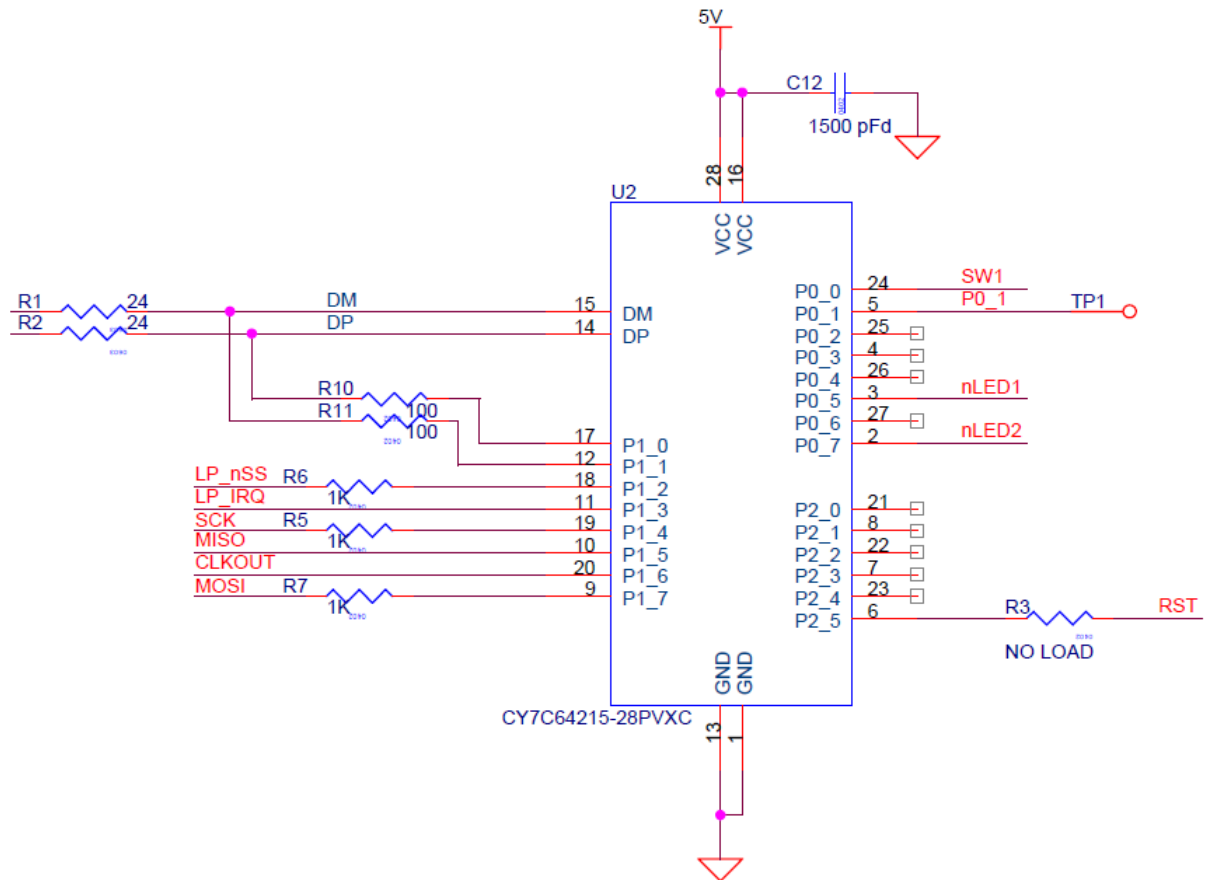 5V
C12
1500 pFd
28
16
U2
VCC
VCC
R1 24 DM 15 DM
R2 24 DP 14 DP
P0_0 24 SW1
P0_1 5 P0_1 TP1
P0_2 25
P0_3 4
P0_4 26
P0_5 3 nLED1
P0_6 27
P0_7 2 nLED2
R10 100
R11 100
17 P1_0
12 P1_1
LP_nSS R6 1K 18 P1_2
LP_IRQ 11 P1_3
SCK R5 1K 19 P1_4
MISO 10 P1_5
CLKOUT 20 P1_6
MOSI R7 1K 9 P1_7
P2_0 21
P2_1 8
P2_2 22
P2_3 7
P2_4 23
P2_5 6 R3 RST
NO LOAD
GND
GND
CY7C64215-28PVXC
13
1